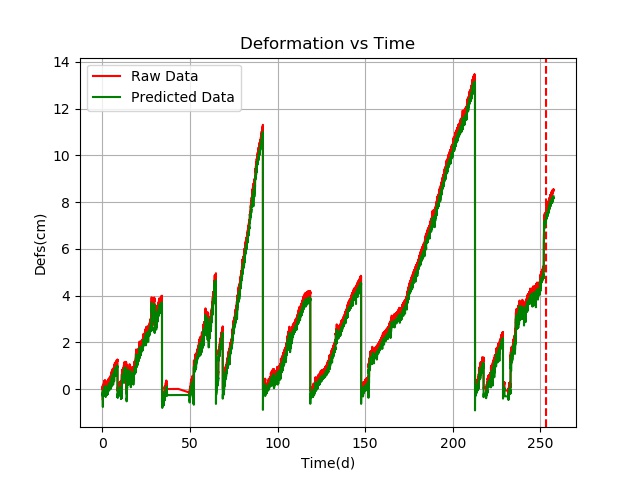 Deformation vs Time
Raw Data
Predicted Data
14
12
10
8
6
4
2
0
Defs(cm)
0 50 100 150 200 250
Time(d)